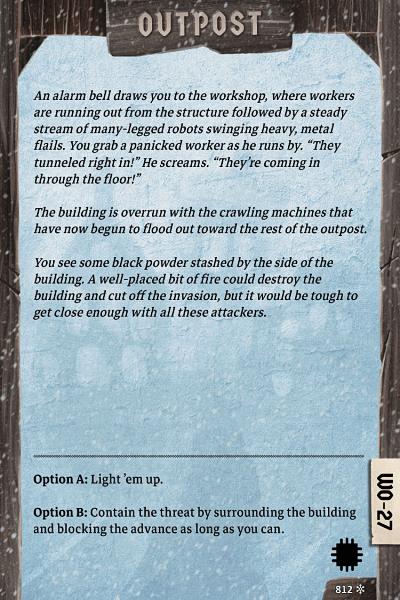 OUTPOST
An alarm bell draws you to the workshop, where workers
are running out from the structure followed by a steady
stream of many-legged robots swinging heavy, metal
flails. You grab a panicked worker as he runs by. “They
tunneled right in!” He screams. “They’re coming in
through the floor!”
The building is overrun with the crawling machines that
have now begun to flood out toward the rest of the outpost.
You see some black powder stashed by the side of the
building. A well-placed bit of fire could destroy the
building and cut off the invasion, but it would be tough to
get close enough with all these attackers.
Option A: Light ’em up.
Option B: Contain the threat by surrounding the building
and blocking the advance as long as you can.
WO-27
812